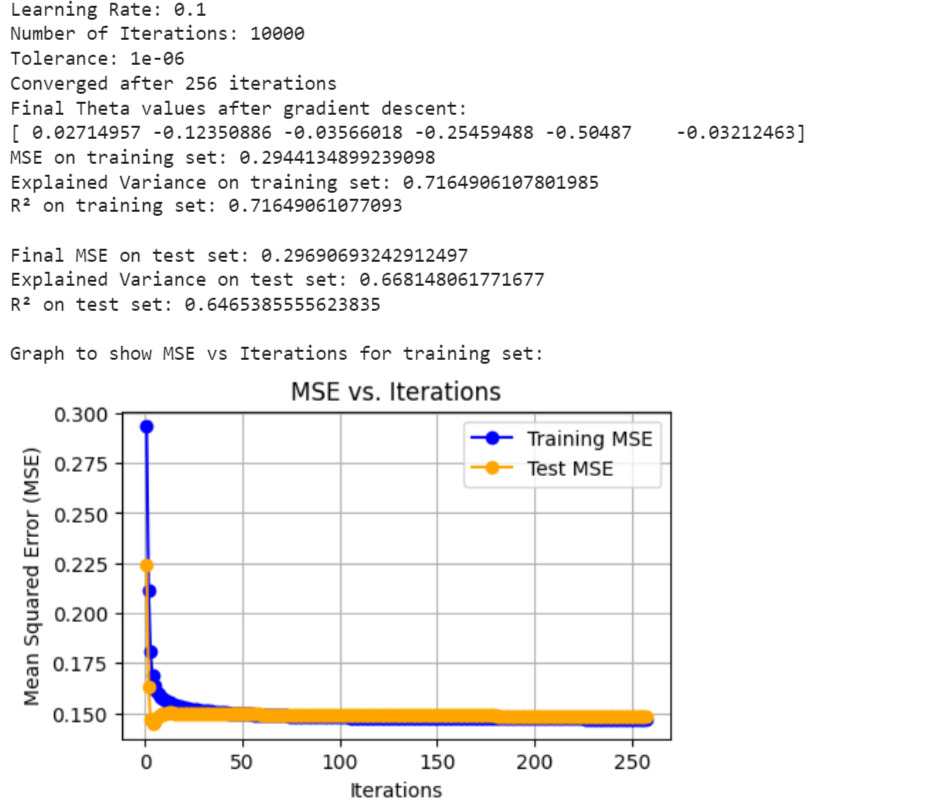 Learning Rate: 0.1
Number of Iterations: 10000
Tolerance: 1e-06
Converged after 256 iterations
Final Theta values after gradient descent:
[ 0.02714957 -0.12350886 -0.03566018 -0.25459488 -0.50487    -0.03212463]
MSE on training set: 0.2944134899239098
Explained Variance on training set: 0.7164906107801985
R² on training set: 0.71649061077093
Final MSE on test set: 0.29690693242912497
Explained Variance on test set: 0.668148061771677
R² on test set: 0.6465385555623835
Graph to show MSE vs Iterations for training set:
MSE vs. Iterations
Training MSE
Test MSE
Mean Squared Error (MSE)
0.300
0.275
0.250
0.225
0.200
0.175
0.150
0 50 100 150 200 250
Iterations